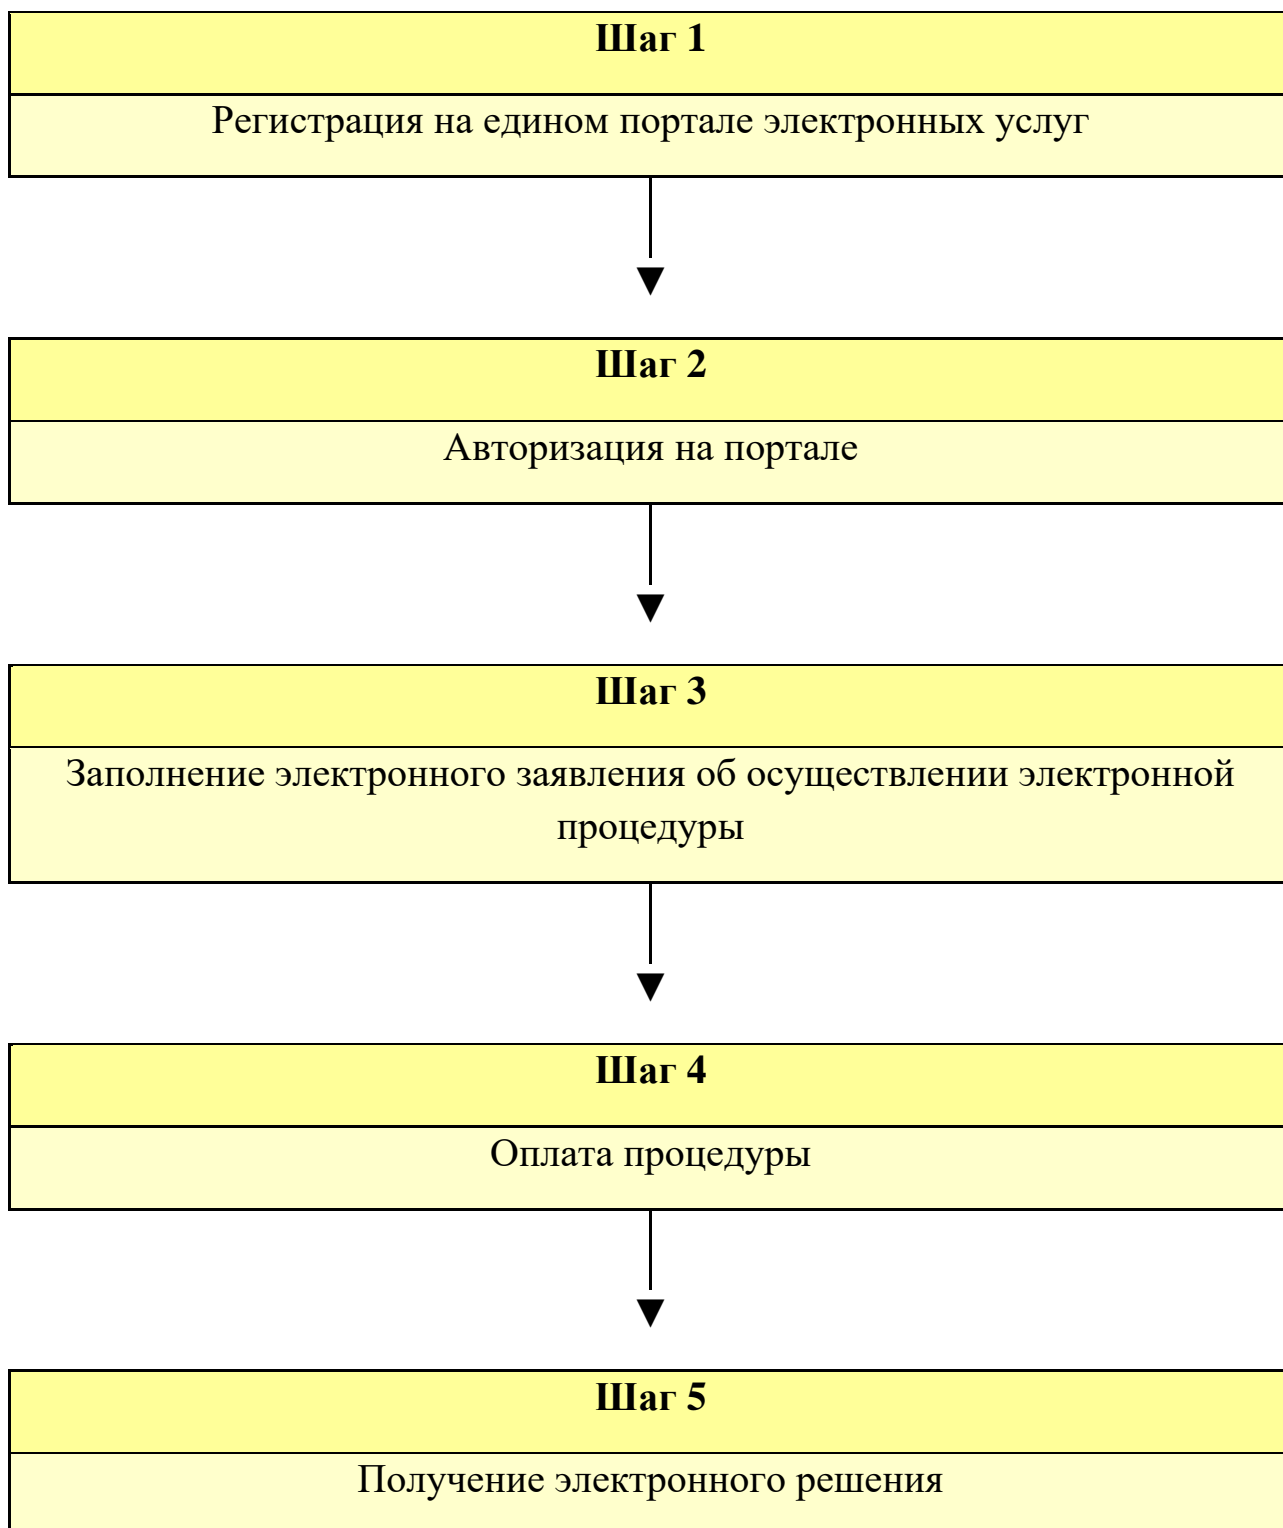 Шаг 1
Регистрация на едином портале электронных услуг
Шаг 2
Авторизация на портале
Шаг 3
Заполнение электронного заявления об осуществлении электронной
процедуры
Шаг 4
Оплата процедуры
Шаг 5
Получение электронного решения